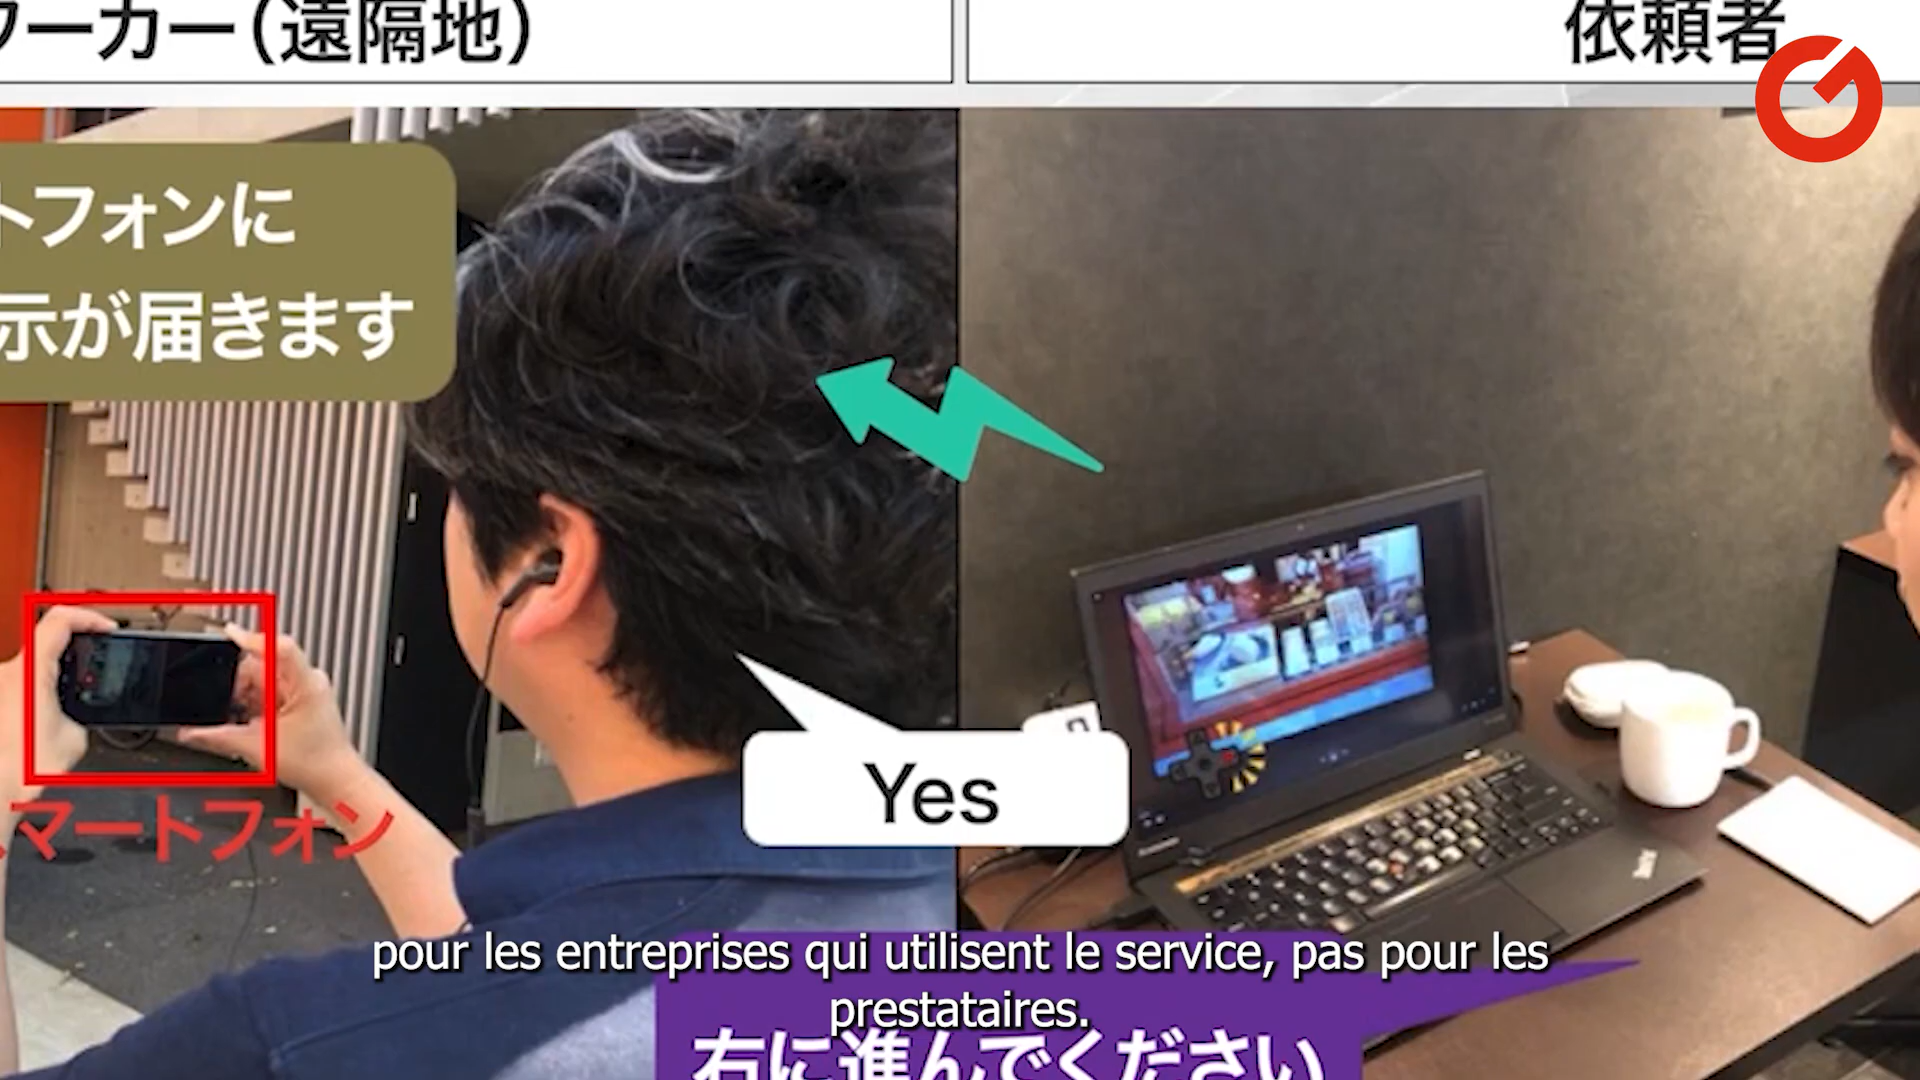 ワーカー(遠隔地)
依頼者
トフォンに
示が届きます
マートフォン
Yes
pour les entreprises qui utilisent le service, pas pour les
prestataires.
右に進んでください